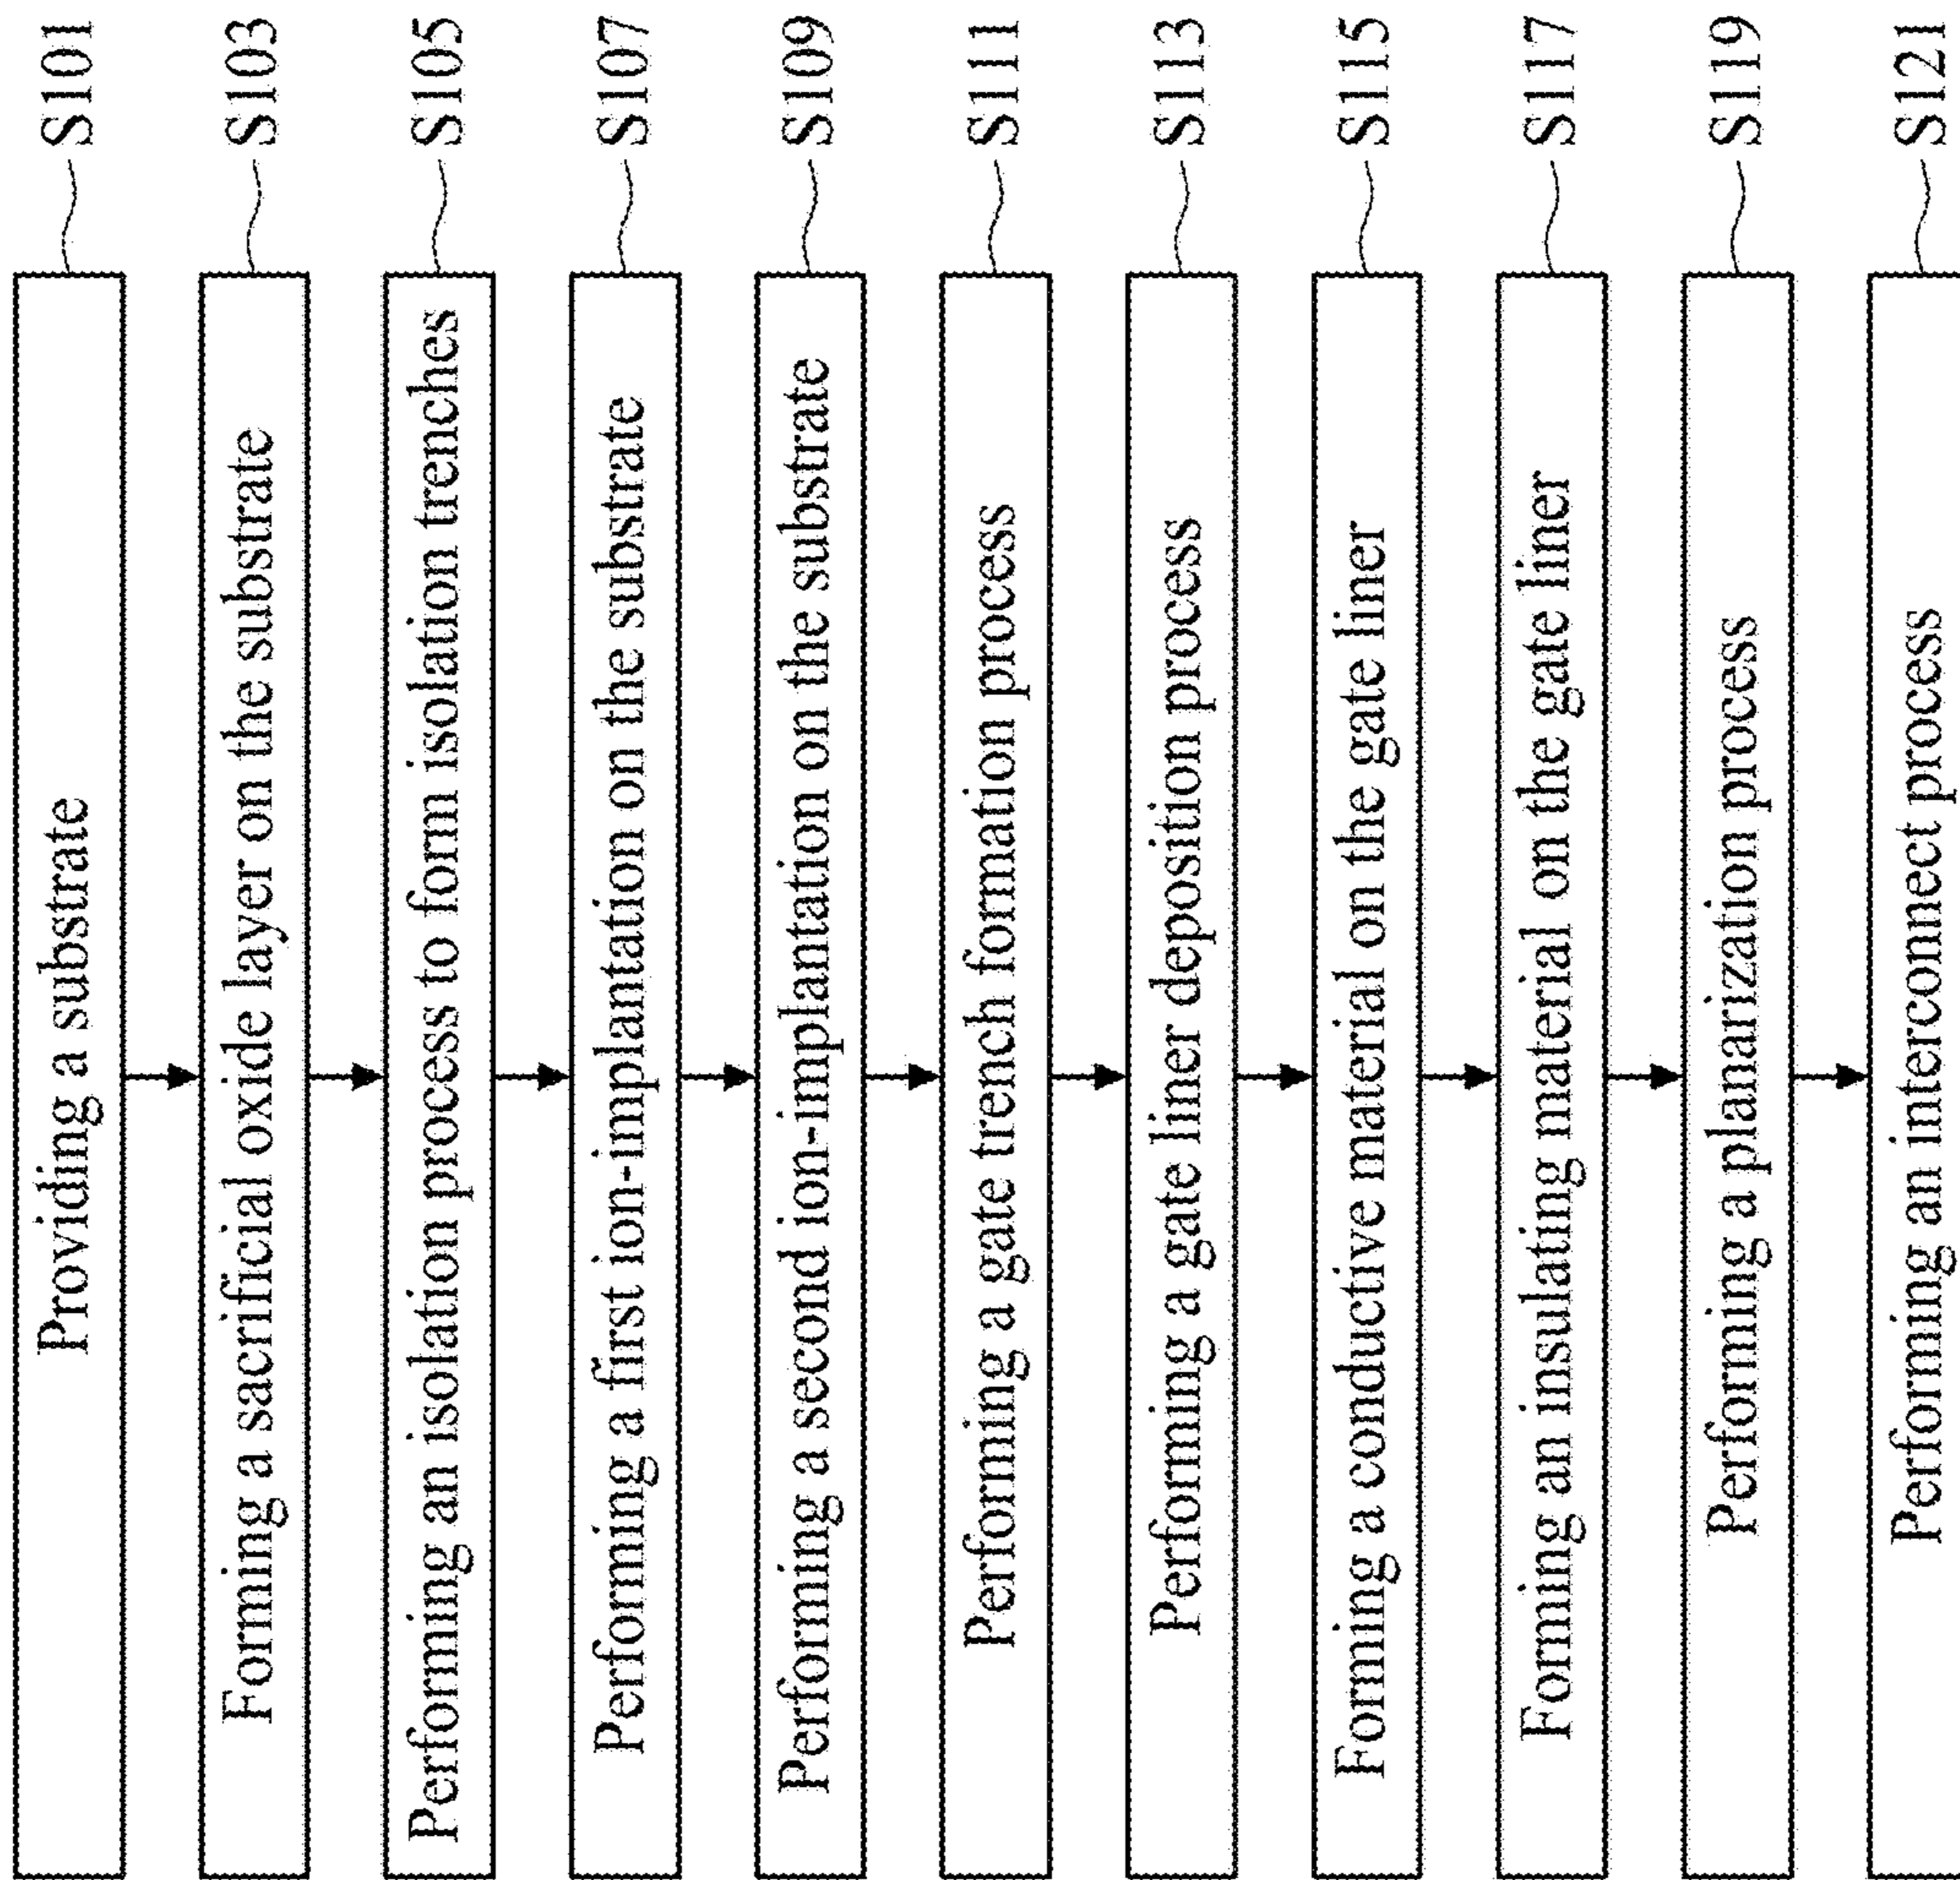 Providing a substrate S101
Forming a sacrificial oxide layer on the substrate S103
Performing an isolation process to form isolation trenches S105
Performing a first ion-implantation on the substrate S107
Performing a second ion-implantation on the substrate S109
Performing a gate trench formation process S111
Performing a gate liner deposition process S113
Forming a conductive material on the gate liner S115
Forming an insulating material on the gate liner S117
Performing a planarization process S119
Performing an interconnect process S121